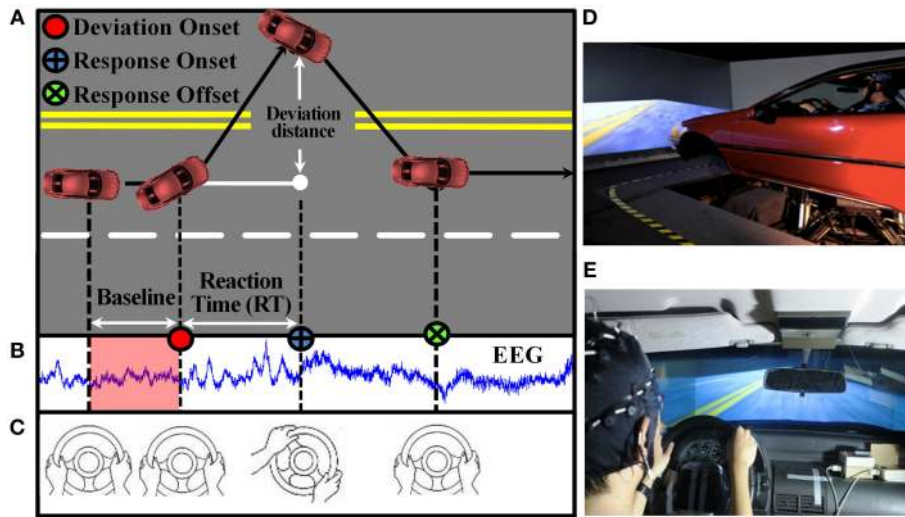 A
Deviation Onset
Response Onset
Response Offset
Deviation
distance
Baseline
Reaction
Time (RT)
B
EEG
C
D
E